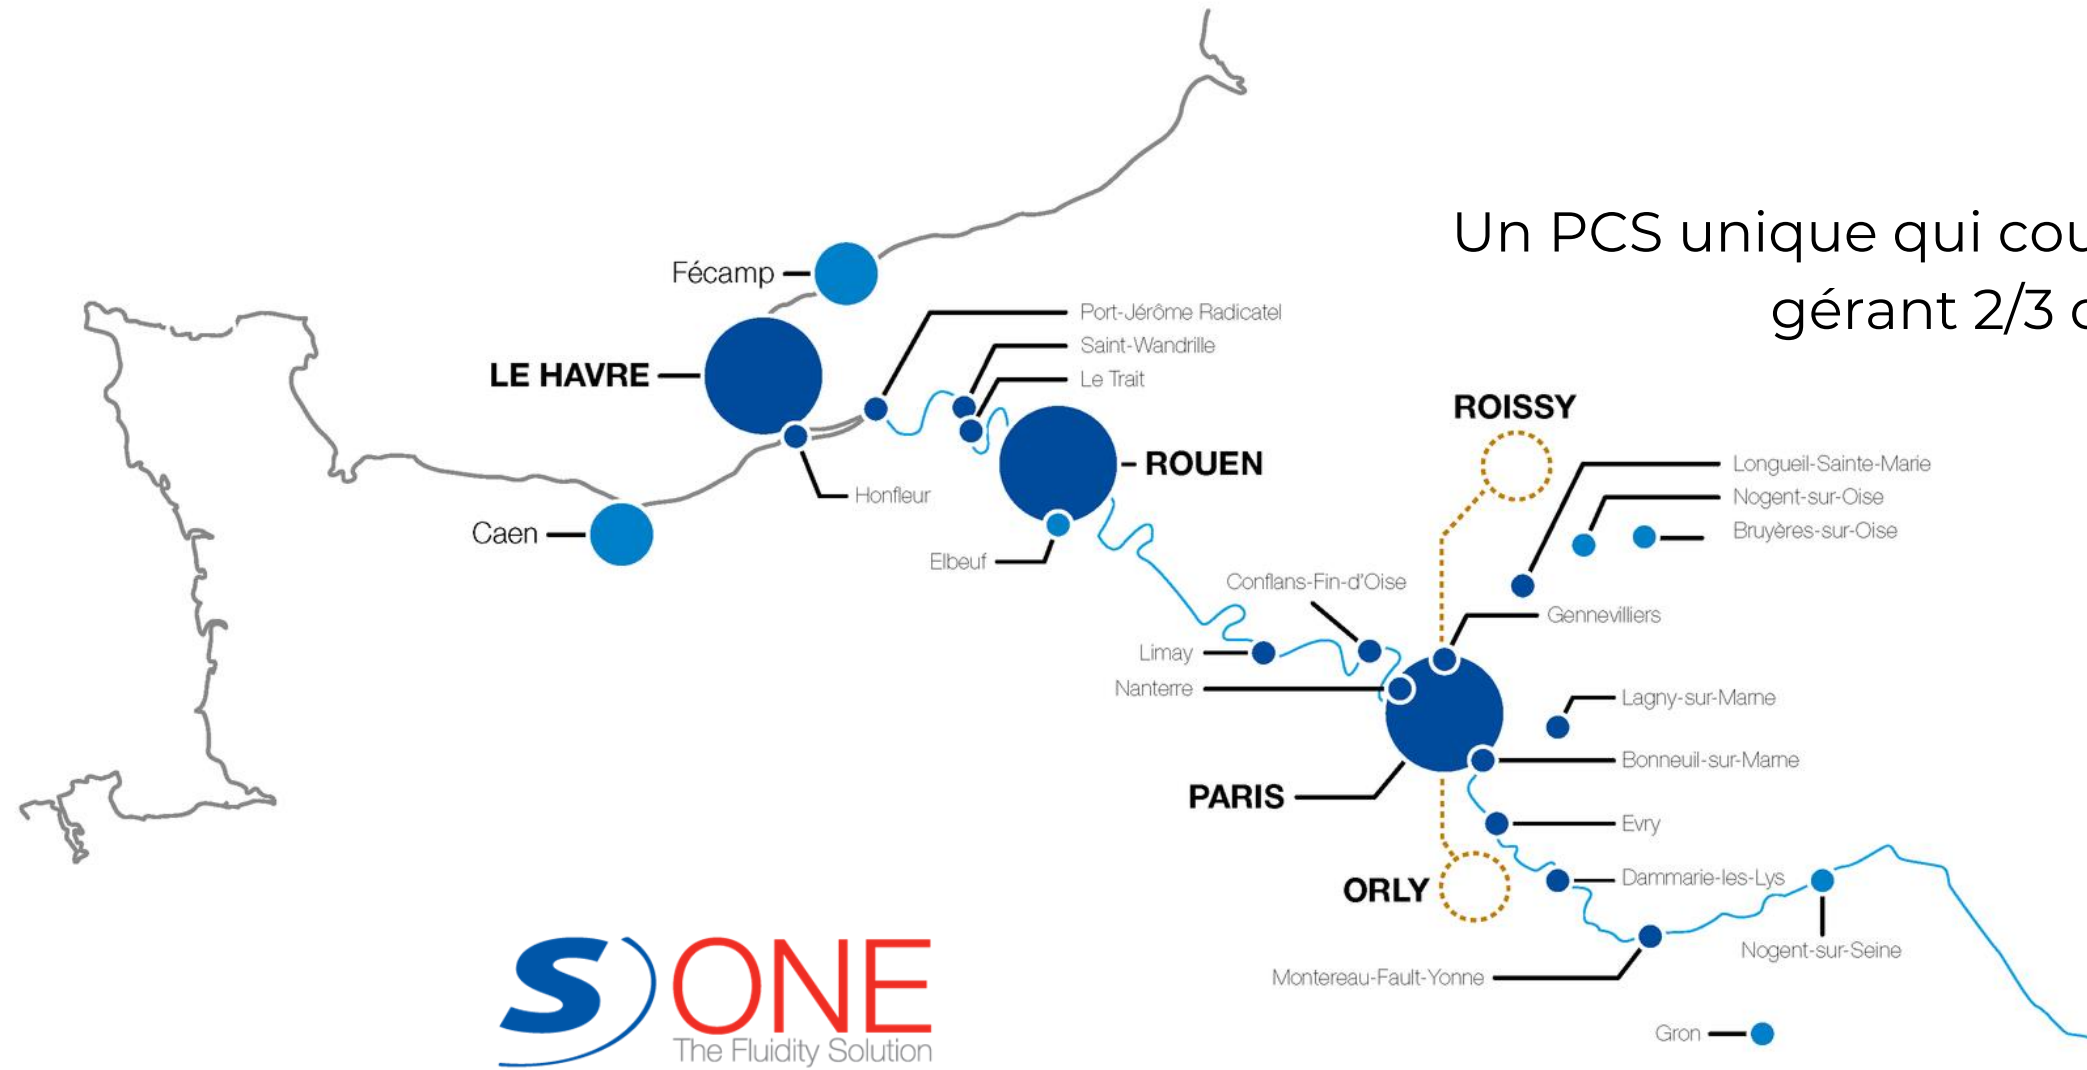 Un PCS unique qui cou
gérant 2/3
Fécamp
Port-Jérôme Radicatel
Saint-Wandrille
LE HAVRE
Le Trait
ROISSY
ROUEN
Longueil-Sainte-Marie
Honfleur
Nogent-sur-Oise
Caen
Bruyères-sur-Oise
Elbeuf
Conflans-Fin-d'Oise
Gennevilliers
Limay
Nanterre
Lagny-sur-Marne
Bonneuil-sur-Marne
PARIS
Evry
Dammarie-les-Lys
ORLY
Nogent-sur-Seine
Montereau-Fault-Yonne
Gron
S ONE
The Fluidity Solution